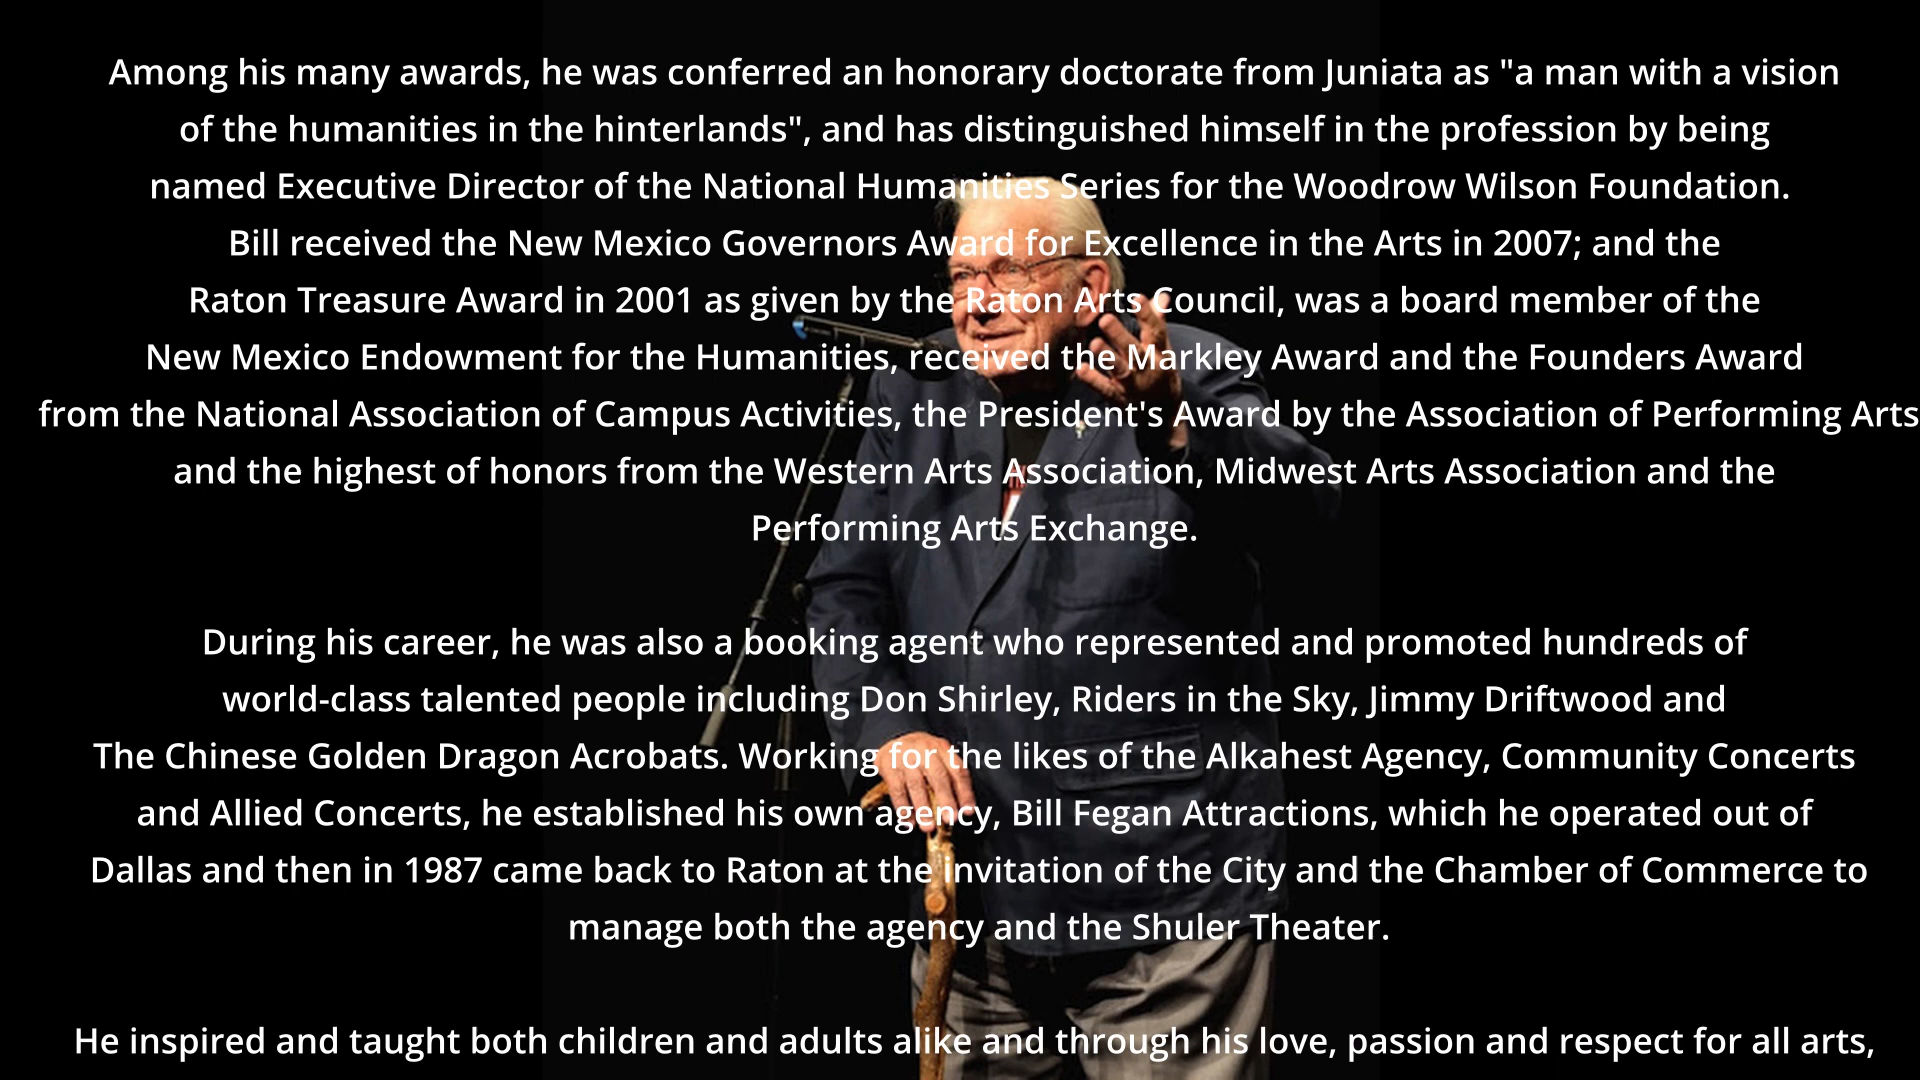 Among his many awards, he was conferred an honorary doctorate from Juniata as "a man with a vision
of the humanities in the hinterlands", and has distinguished himself in the profession by being
named Executive Director of the National Humanities Series for the Woodrow Wilson Foundation.
Bill received the New Mexico Governors Award for Excellence in the Arts in 2007; and the
Raton Treasure Award in 2001 as given by the Raton Arts Council, was a board member of the
New Mexico Endowment for the Humanities, received the Markley Award and the Founders Award
from the National Association of Campus Activities, the President's Award by the Association of Performing Arts
and the highest of honors from the Western Arts Association, Midwest Arts Association and the
Performing Arts Exchange.
During his career, he was also a booking agent who represented and promoted hundreds of
world-class talented people including Don Shirley, Riders in the Sky, Jimmy Driftwood and
The Chinese Golden Dragon Acrobats. Working for the likes of the Alkahest Agency, Community Concerts
and Allied Concerts, he established his own agency, Bill Fegan Attractions, which he operated out of
Dallas and then in 1987 came back to Raton at the invitation of the City and the Chamber of Commerce to
manage both the agency and the Shuler Theater.
He inspired and taught both children and adults alike and through his love, passion and respect for all arts,